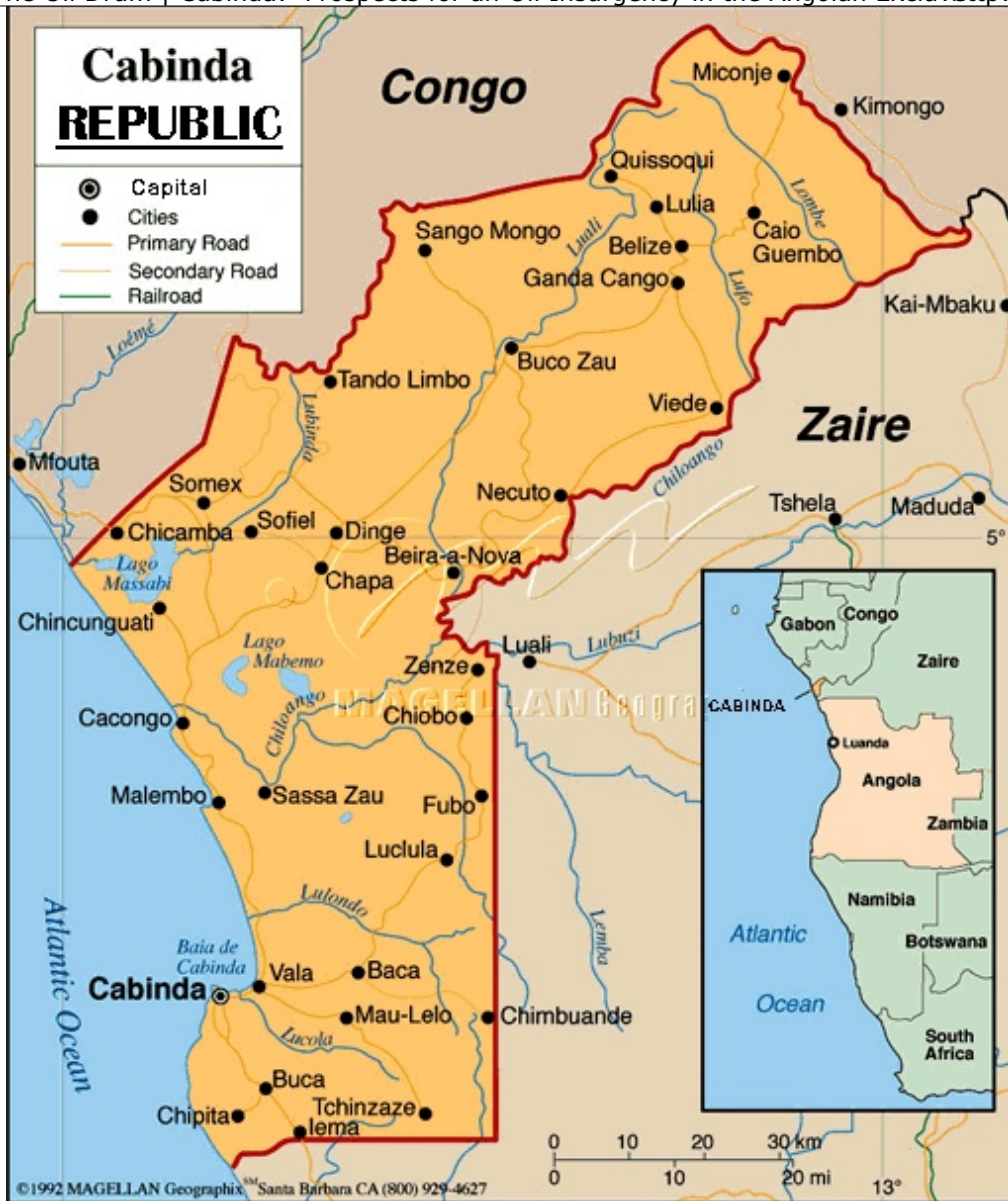 Cabinda
REPUBLIC
Capital
Cities
Primary Road
Secondary Road
Railroad
Congo
Miconje
Kimongo
Quissoqui
Lulia
Lombe
Sango Mongo
Luali
Belize
Caio
Guembo
Ganda Cango
Lufo
Kai-Mbaku
Loémé
Buco Zau
Tando Limbo
Lubinda
Viede
Zaire
Mfouta
Chiloango
Necuto
Somex
Tshela
Maduda
Chicamba
Sofiel
Dinge
5°
Beira-a-Nova
Lago
Massabi
Chapa
Chincunguati
Lago
Mabemo
Luali
Lubuzi
Zenze
MAGELLAN Geogra
Cacongo
Chiloango
Chiobo
Malembo
Sassa Zau
Fubo
Luclula
Lulondo
Lemba
Atlantic Ocean
Baia de
Cabinda
Cabinda
Vala
Baca
Mau-Lelo
Chimbuande
Lucola
Buca
Chipita
Tchinzaze
Iema
Gabon
Congo
Zaire
CABINDA
Luanda
Angola
Zambia
Namibia
Atlantic
Ocean
Botswana
South
Africa
0 10 20 30 km
0 10 20 mi
13°
©1992 MAGELLAN Geographix℠ Santa Barbara CA (800) 929-4627